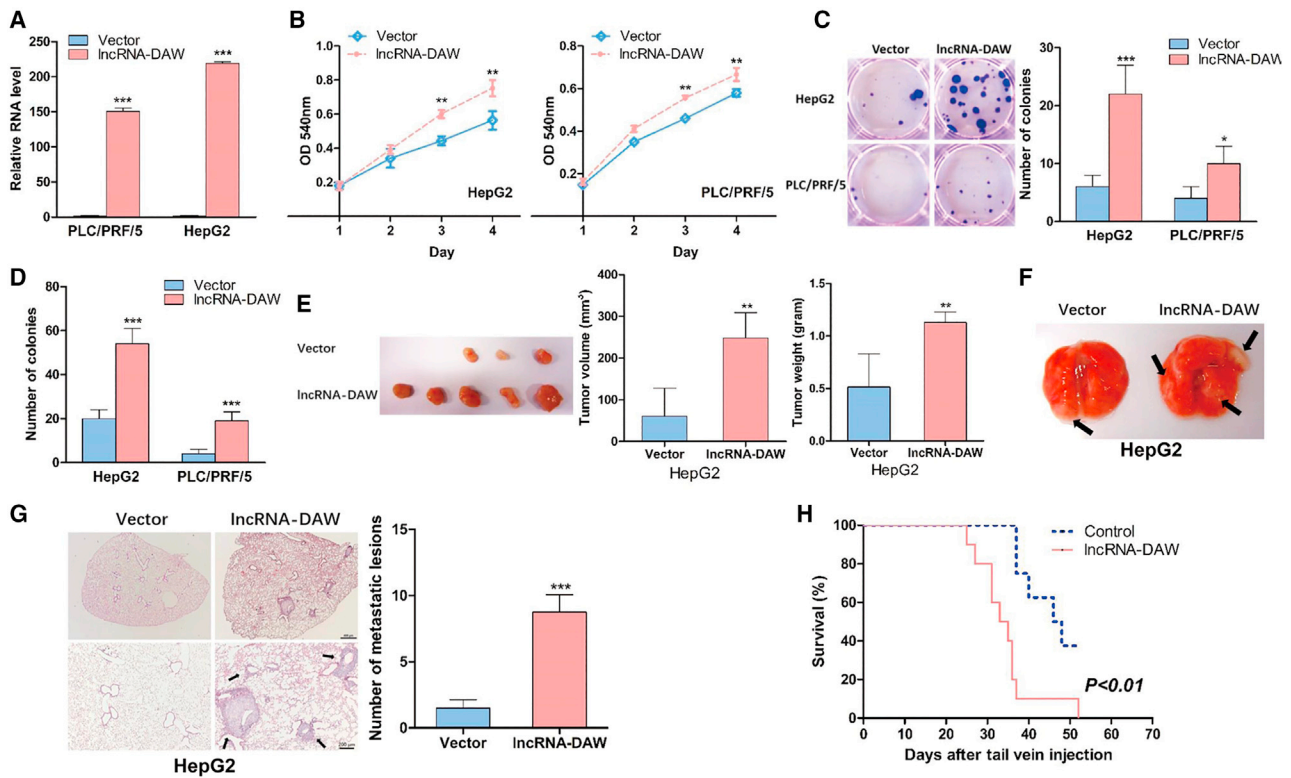 A
Vector
lncRNA-DAW
Relative RNA level
250
200
150
100
50
0
***
***
PLC/PRF/5
HepG2
B
Vector
lncRNA-DAW
OD 540nm
1.0
0.8
0.6
0.4
0.2
**
**
HepG2
1 2 3 4
Day
Vector
lncRNA-DAW
OD 540nm
0.8
0.6
0.4
0.2
**
**
PLC/PRF/5
1 2 3 4
Day
C
Vector lncRNA-DAW
HepG2
PLC/PRF/5
Vector
lncRNA-DAW
Number of colonies
30
20
10
0
***
*
HepG2
PLC/PRF/5
D
Vector
lncRNA-DAW
Number of colonies
80
60
40
20
0
***
***
HepG2
PLC/PRF/5
E
Vector
lncRNA-DAW
Tumor volume (mm³)
400
300
200
100
0
**
Vector lncRNA-DAW
HepG2
Tumor weight (gram)
1.5
1.0
0.5
0.0
**
Vector lncRNA-DAW
HepG2
F
Vector lncRNA-DAW
HepG2
G
Vector lncRNA-DAW
200 μm
HepG2
Number of metastatic lesions
15
10
5
0
***
Vector lncRNA-DAW
H
Control
lncRNA-DAW
Survival (%)
100
80
60
40
20
0
P<0.01
0 10 20 30 40 50 60 70
Days after tail vein injection